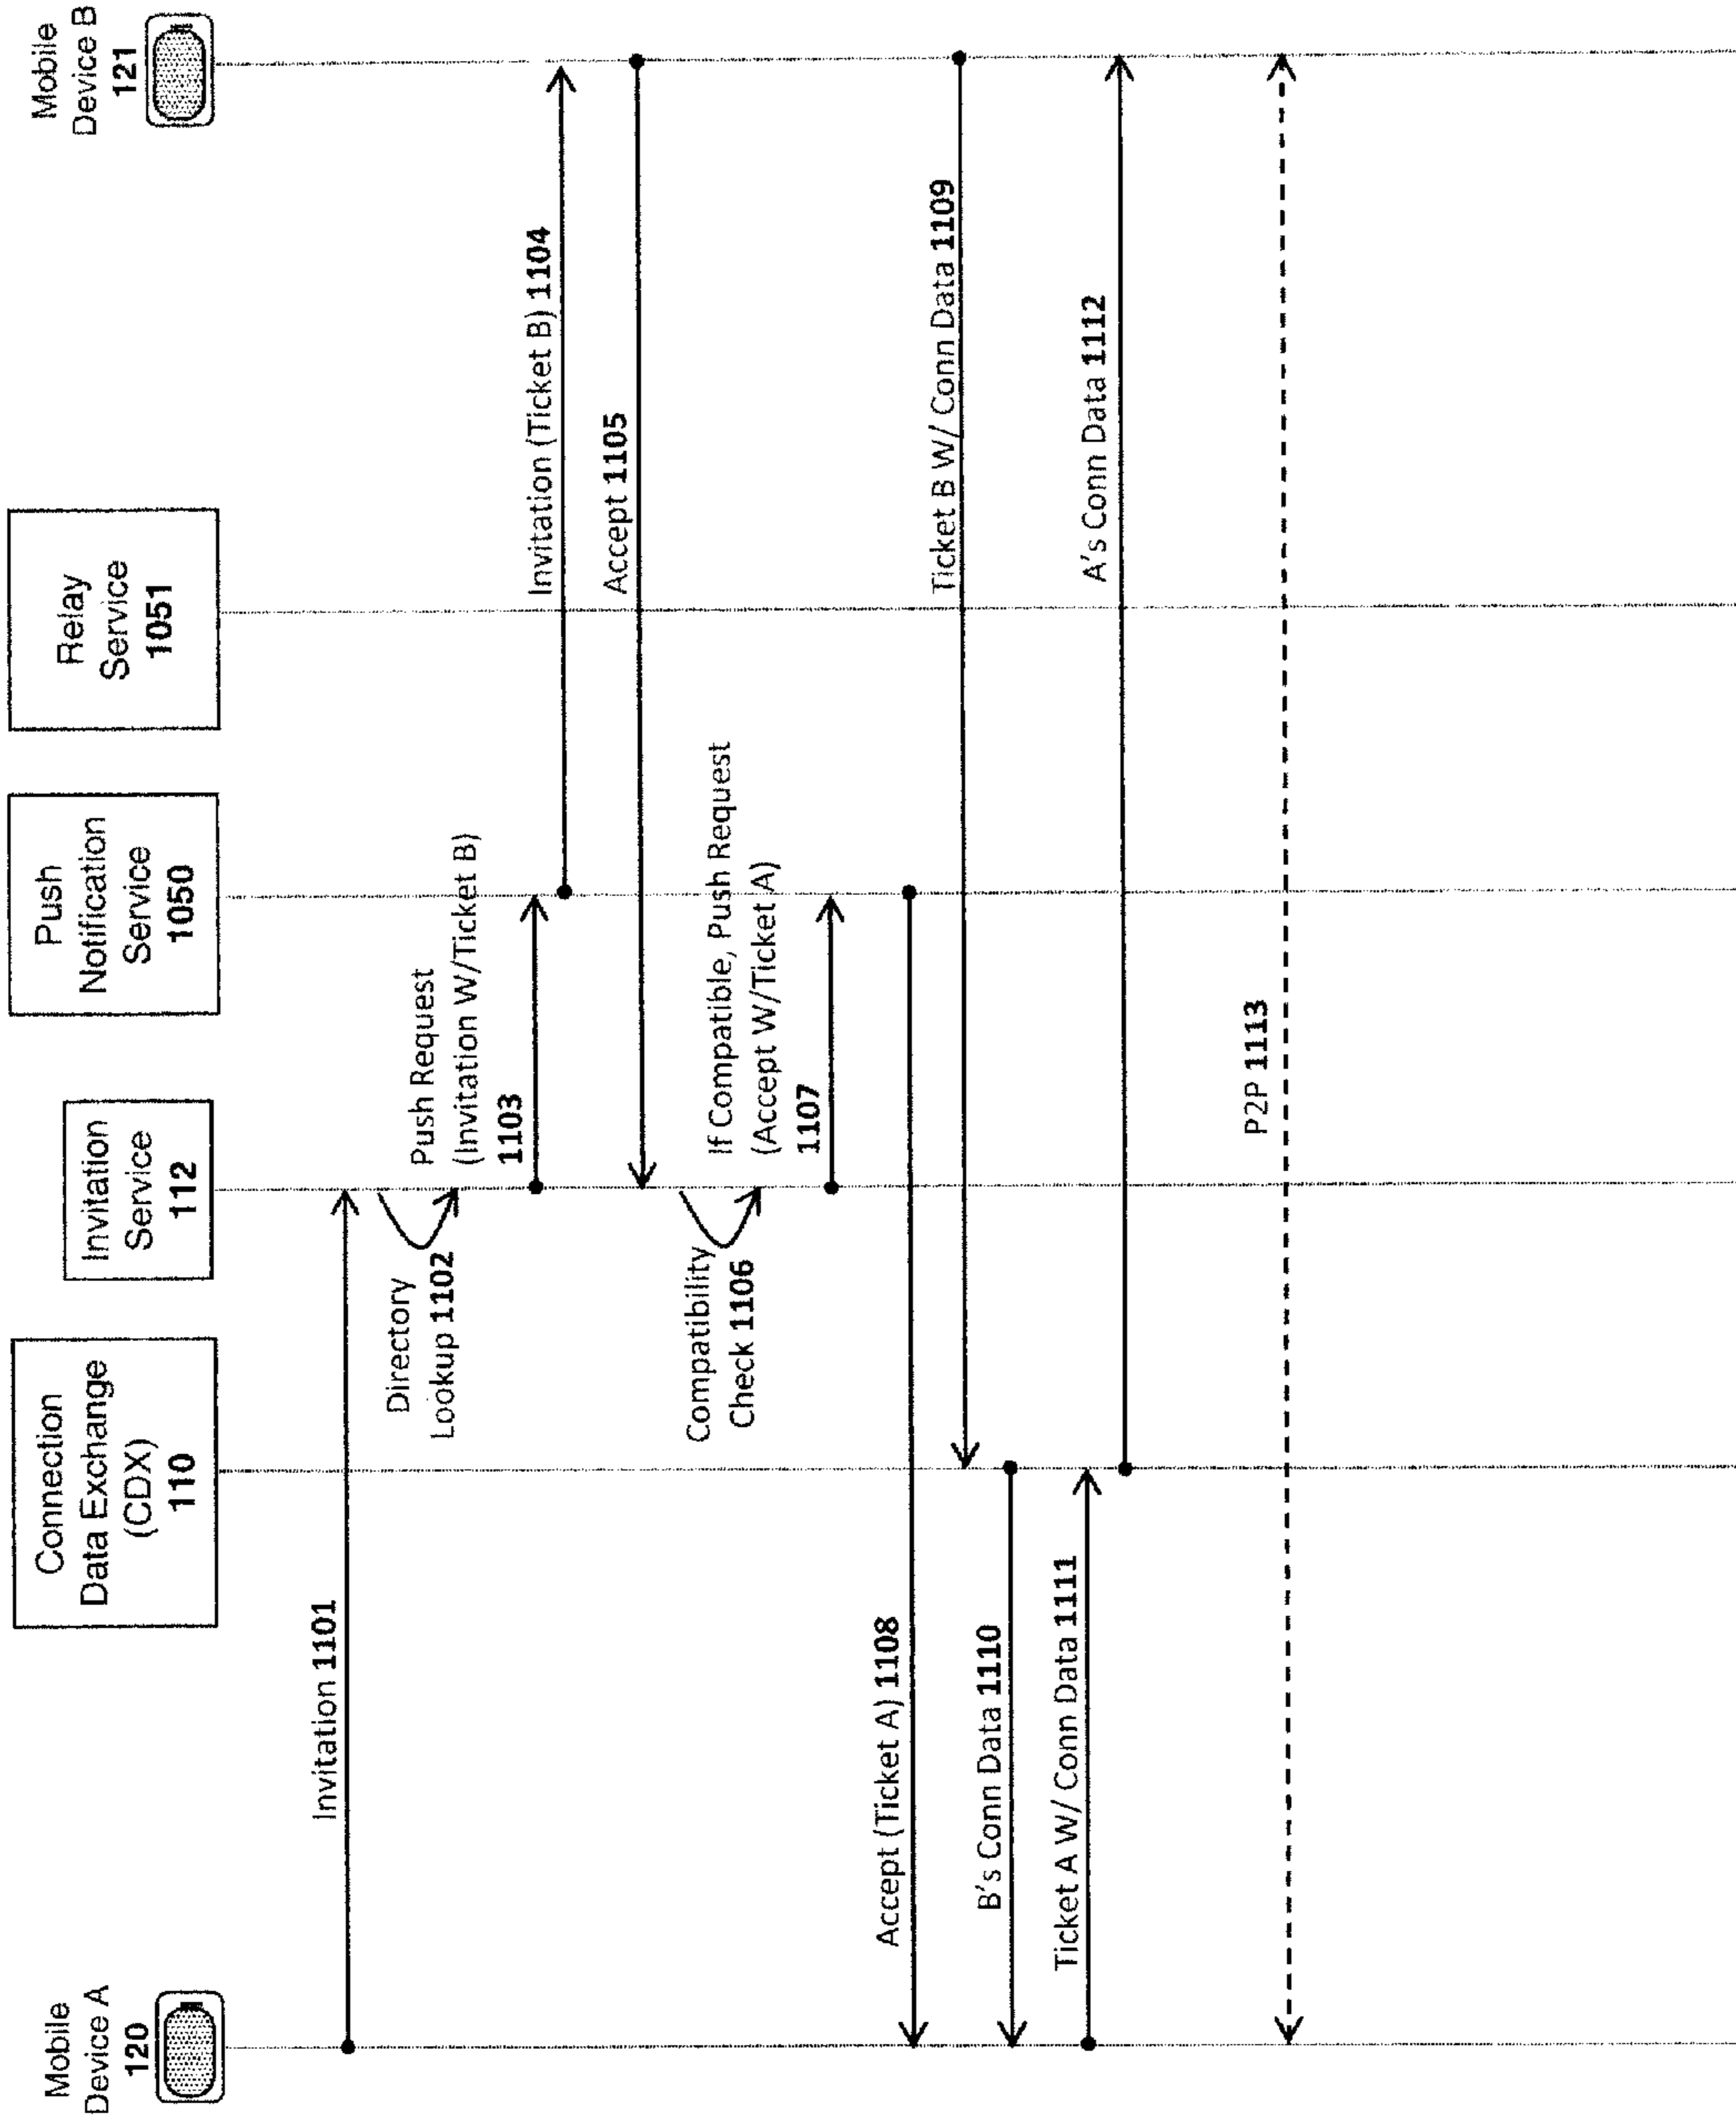 Mobile
Device A
120
Connection
Data Exchange
(CDX)
110
Invitation
Service
112
Push
Notification
Service
1050
Relay
Service
1051
Mobile
Device B
121
Invitation 1101
Directory
Lookup 1102
Push Request
(Invitation W/Ticket B)
1103
Invitation (Ticket B) 1104
Accept 1105
Compatibility
Check 1106
If Compatible, Push Request
(Accept W/Ticket A)
1107
Accept (Ticket A) 1108
Ticket B W/ Conn Data 1109
B's Conn Data 1110
Ticket A W/ Conn Data 1111
A's Conn Data 1112
P2P 1113